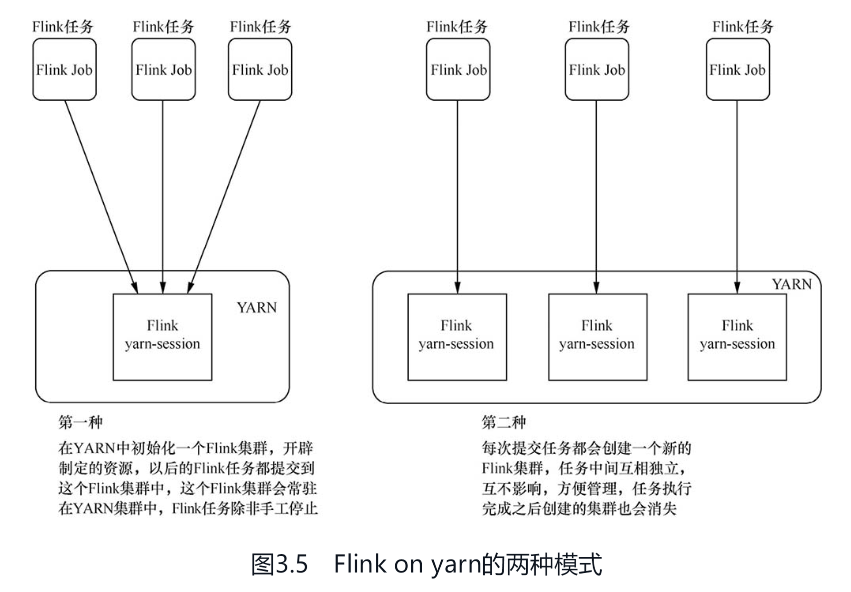 Flink任务 Flink任务 Flink任务
Flink Job Flink Job Flink Job
YARN
Flink
yarn-session
第一种
在YARN中初始化一个Flink集群，开辟
制定的资源，以后的Flink任务都提交到
这个Flink集群中，这个Flink集群会常驻
在YARN集群中，Flink任务除非手工停止
Flink任务 Flink任务 Flink任务
Flink Job Flink Job Flink Job
YARN
Flink
yarn-session
Flink
yarn-session
Flink
yarn-session
第二种
每次提交任务都会创建一个新的
Flink集群，任务中间互相独立，
互不影响，方便管理，任务执行
完成之后创建的集群也会消失
图3.5 Flink on yarn的两种模式